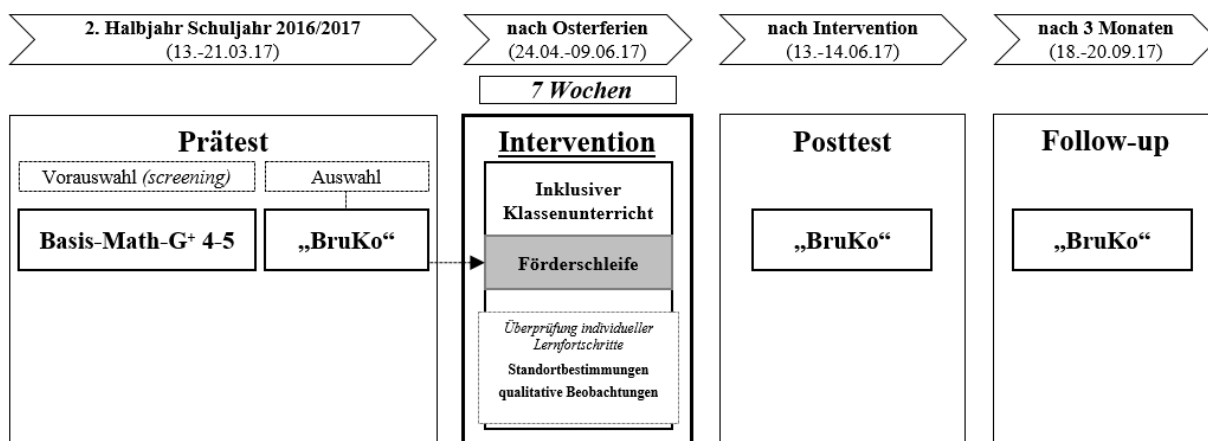 2. Halbjahr Schuljahr 2016/2017
(13.-21.03.17)
nach Osterferien
(24.04.-09.06.17)
nach Intervention
(13.-14.06.17)
nach 3 Monaten
(18.-20.09.17)
7 Wochen
Prätest
Vorauswahl (screening)
Auswahl
Basis-Math-G⁺ 4-5
„BruKo“
Intervention
Inklusiver
Klassenunterricht
Förderschleife
Überprüfung individueller
Lernfortschritte
Standortbestimmungen
qualitative Beobachtungen
Posttest
„BruKo“
Follow-up
„BruKo“